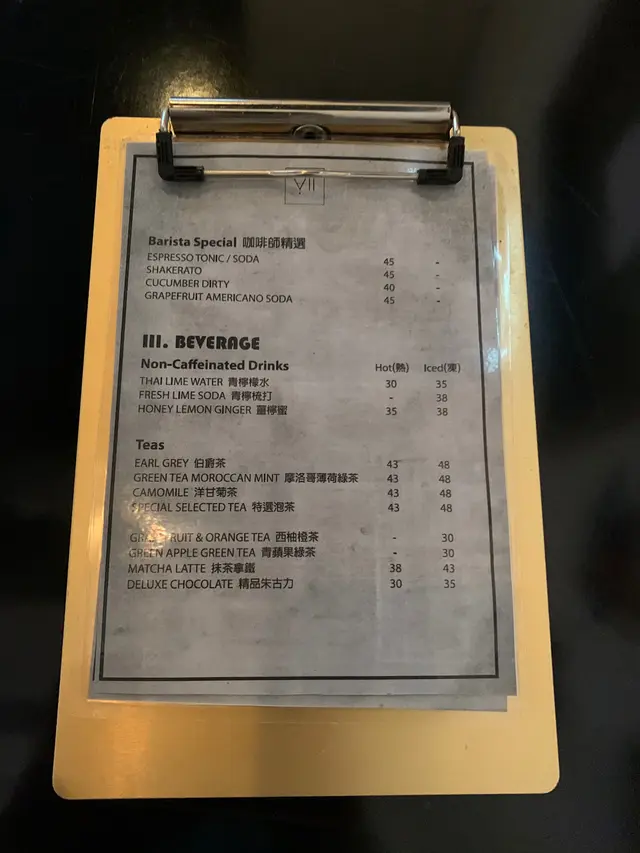 VII
Barista Special 咖啡師精選
ESPRESSO TONIC / SODA 45 -
SHAKERATO 45 -
CUCUMBER DIRTY 40 -
GRAPEFRUIT AMERICANO SODA 45 -
III. BEVERAGE
Non-Caffeinated Drinks Hot(熱) Iced(凍)
THAI LIME WATER 青檸檬水 30 35
FRESH LIME SODA 青檸梳打 - 38
HONEY LEMON GINGER 薑檸蜜 35 38
Teas
EARL GREY 伯爵茶 43 48
GREEN TEA MOROCCAN MINT 摩洛哥薄荷綠茶 43 48
CAMOMILE 洋甘菊茶 43 48
SPECIAL SELECTED TEA 特選泡茶 43 48
GRAPEFRUIT & ORANGE TEA 西柚橙茶 - 30
GREEN APPLE GREEN TEA 青蘋果綠茶 - 30
MATCHA LATTE 抹茶拿鐵 38 43
DELUXE CHOCOLATE 精品朱古力 30 35